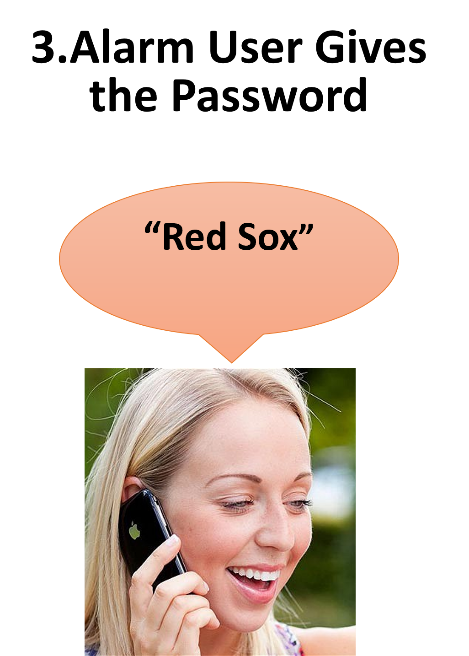 3.Alarm User Gives
the Password
“Red Sox”